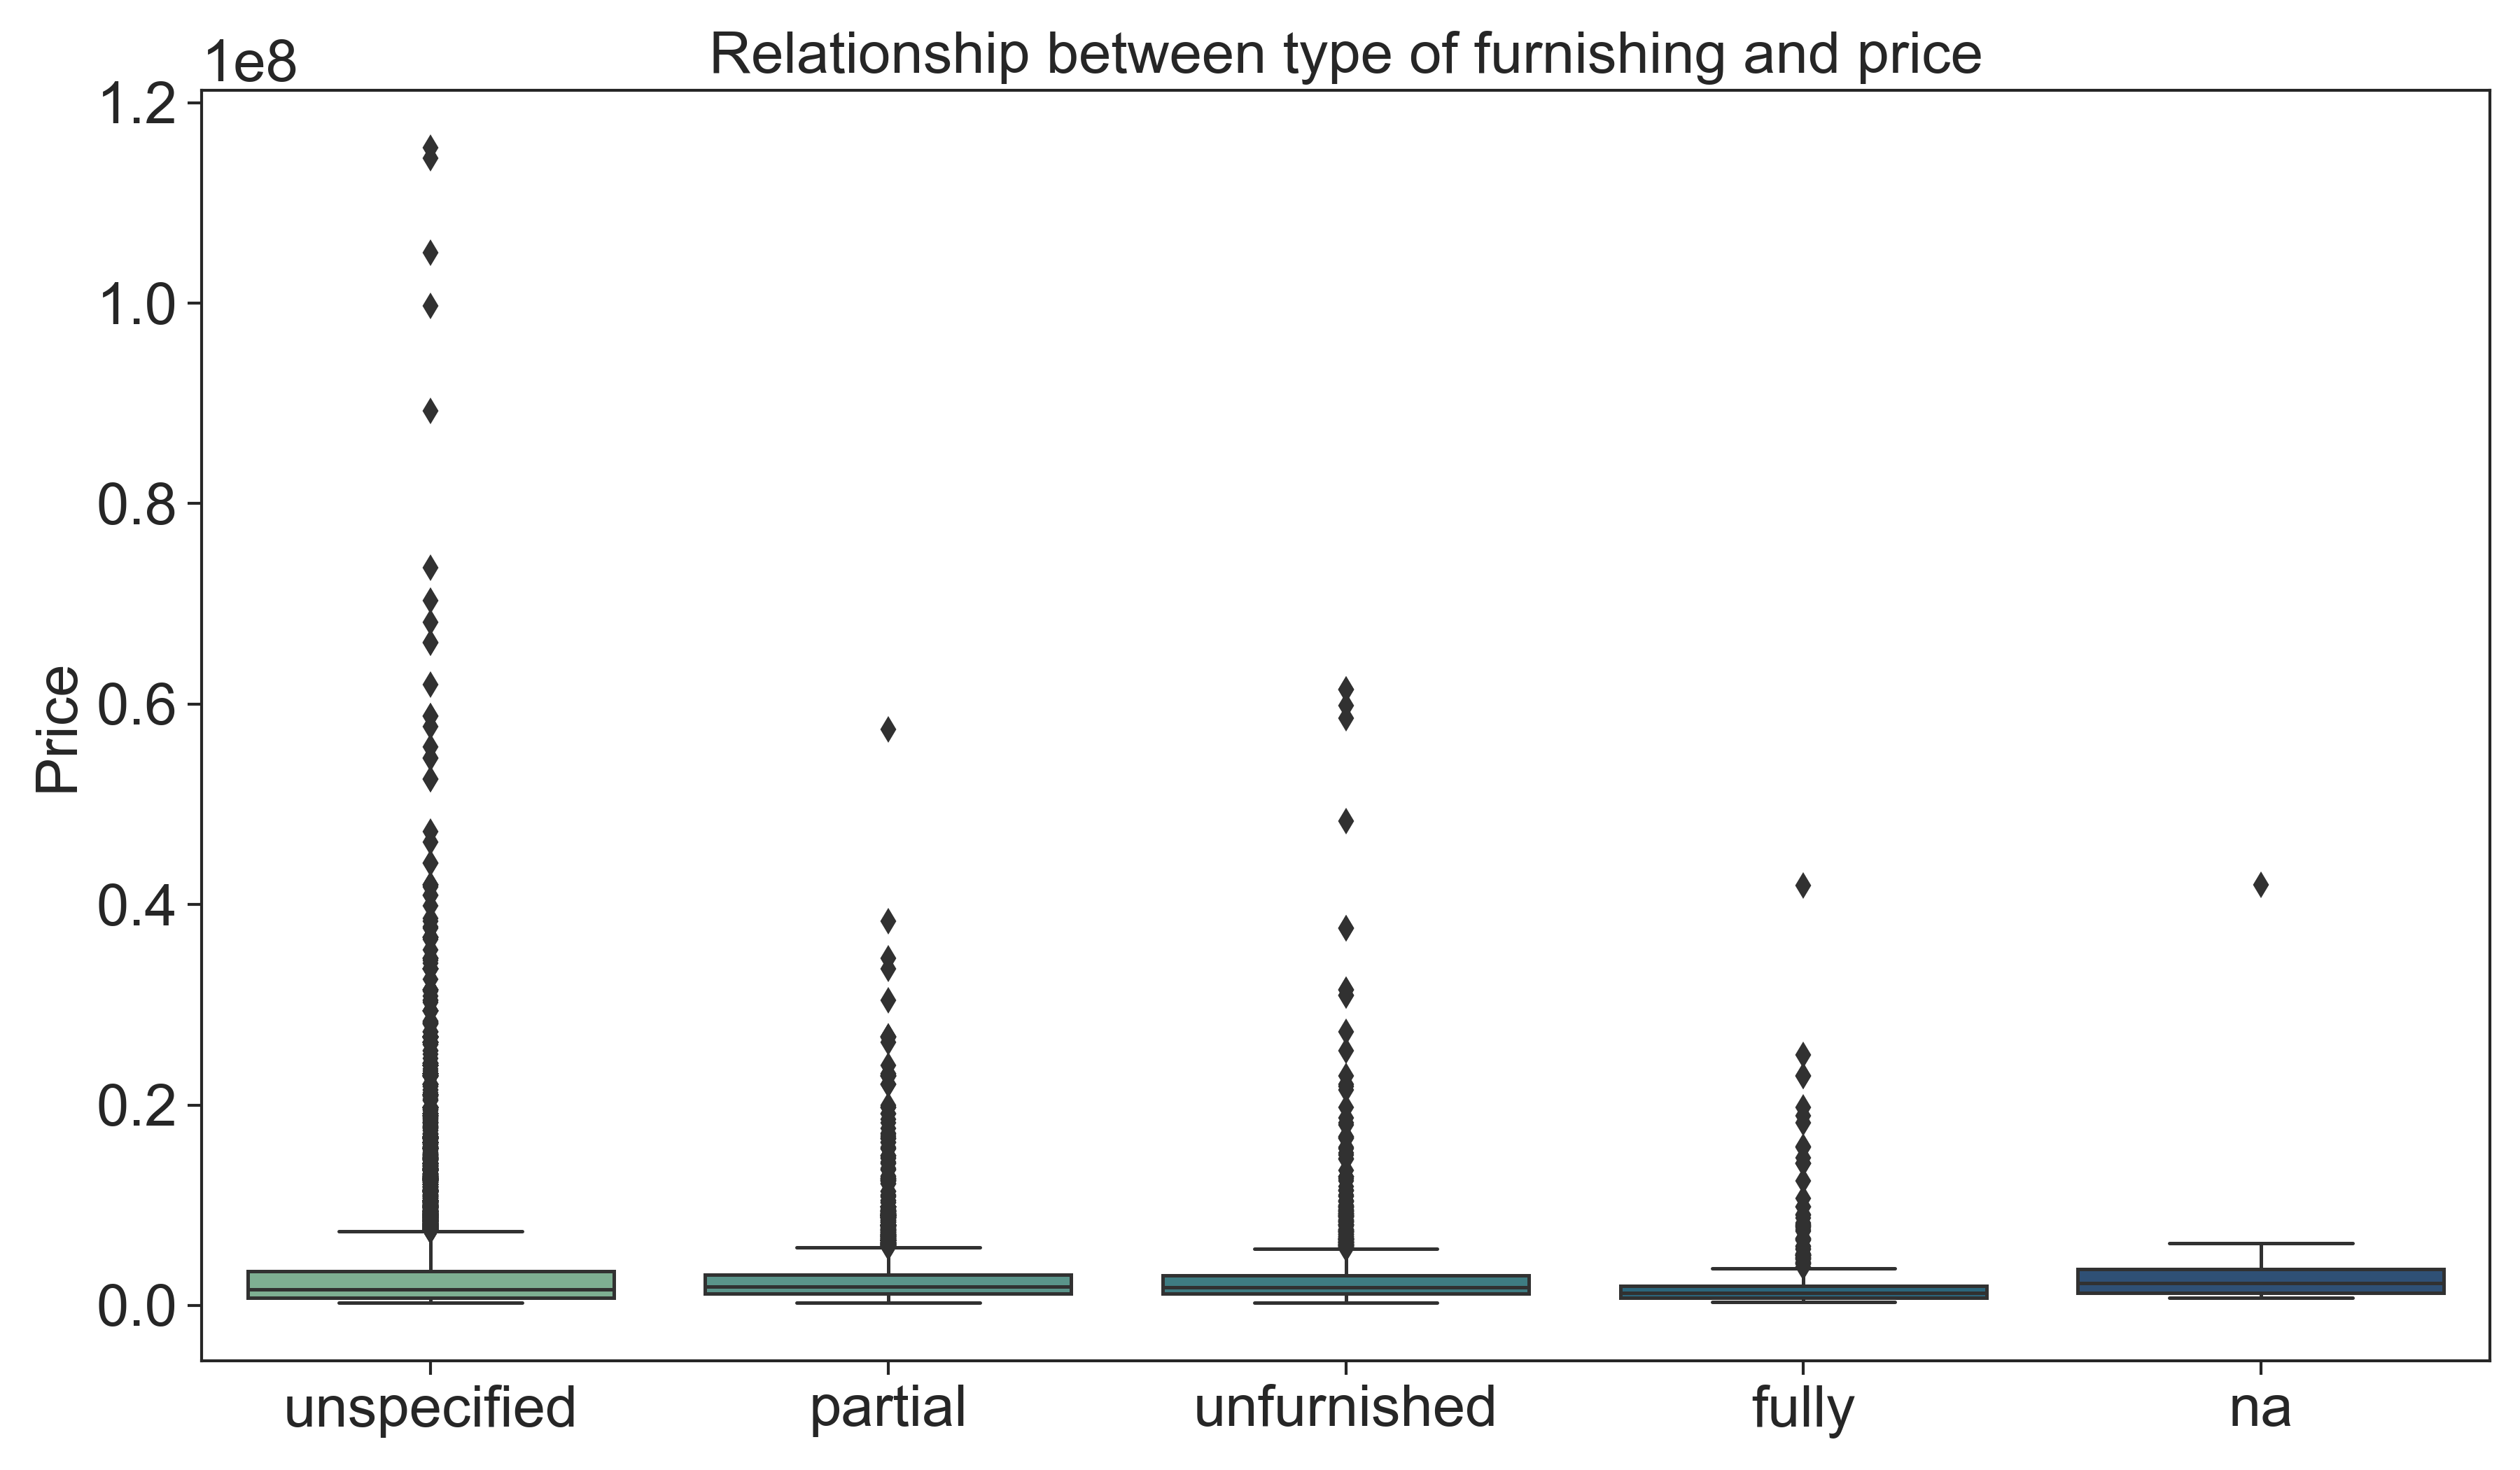 Relationship between type of furnishing and price
1e8
1.2
1.0
0.8
0.6
0.4
0.2
0.0
Price
unspecified partial unfurnished fully na